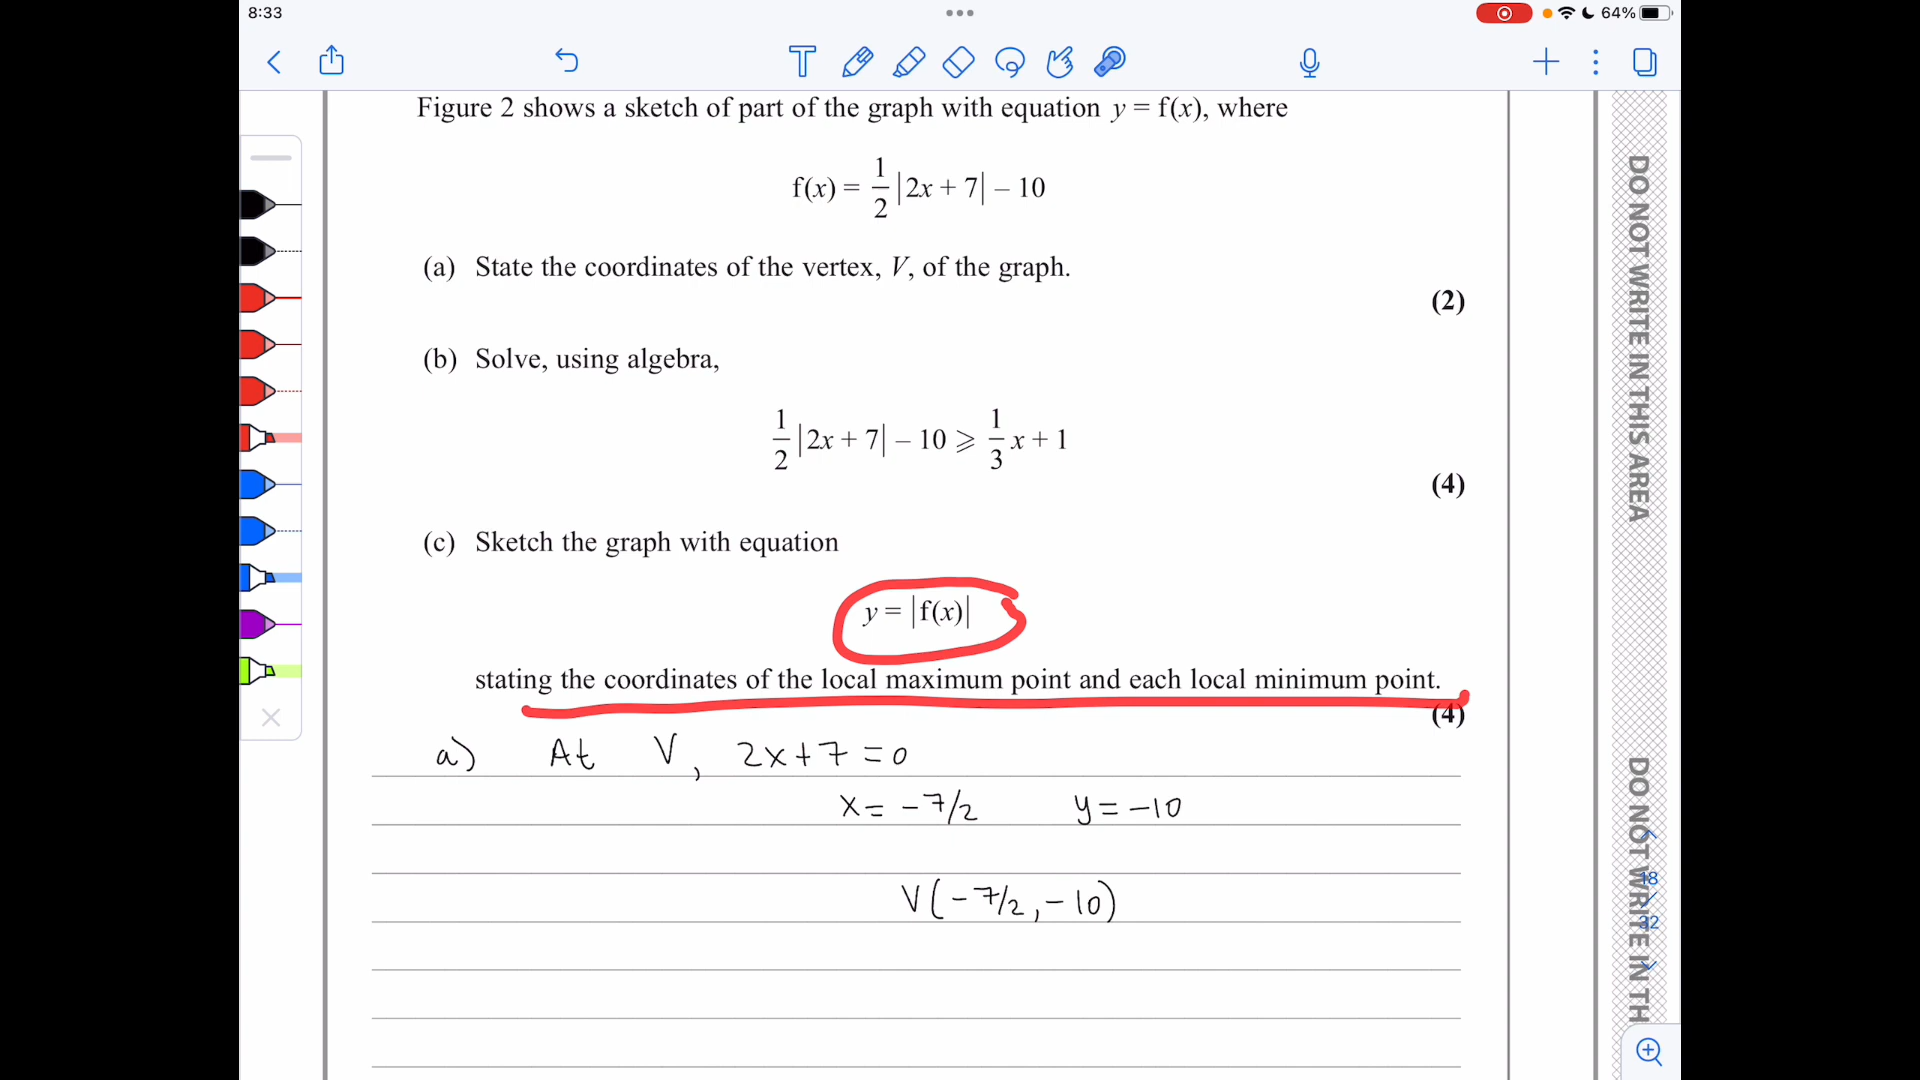 8:33
64%
Figure 2 shows a sketch of part of the graph with equation y = f(x), where
f(x) = 1/2 |2x + 7| – 10
(a) State the coordinates of the vertex, V, of the graph.
(2)
(b) Solve, using algebra,
1/2 |2x + 7| – 10 ⩾ 1/3 x + 1
(4)
(c) Sketch the graph with equation
y = |f(x)|
stating the coordinates of the local maximum point and each local minimum point.
(4)
a) At V, 2x+7=0
x = -7/2 y = -10
V(-7/2, -10)
DO NOT WRITE IN THIS AREA
DO NOT WRITE IN TH
18
/
32